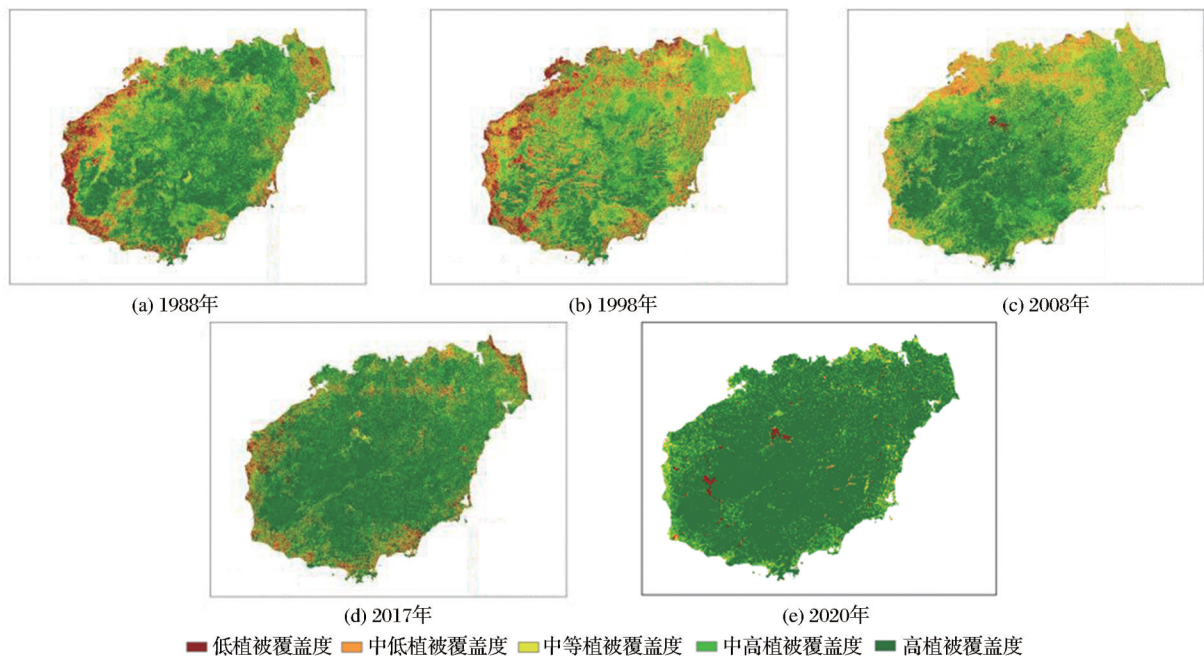 (a) 1988年
(b) 1998年
(c) 2008年
(d) 2017年
(e) 2020年
低植被覆盖度 中低植被覆盖度 中等植被覆盖度 中高植被覆盖度 高植被覆盖度